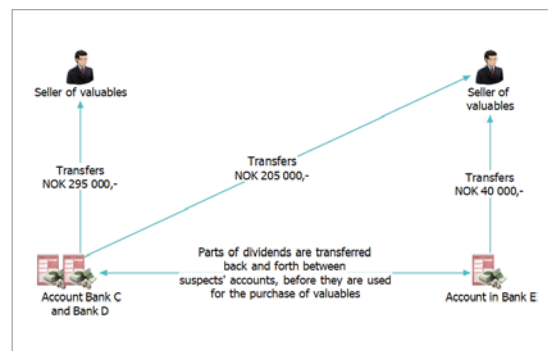 Seller of valuables
Seller of
valuables
Transfers
NOK 295 000,-
Transfers
NOK 205 000,-
Transfers
NOK 40 000,-
Parts of dividends are transferred
back and forth between
suspects' accounts, before they are used
for the purchase of valuables
Account Bank C
and Bank D
Account in Bank E